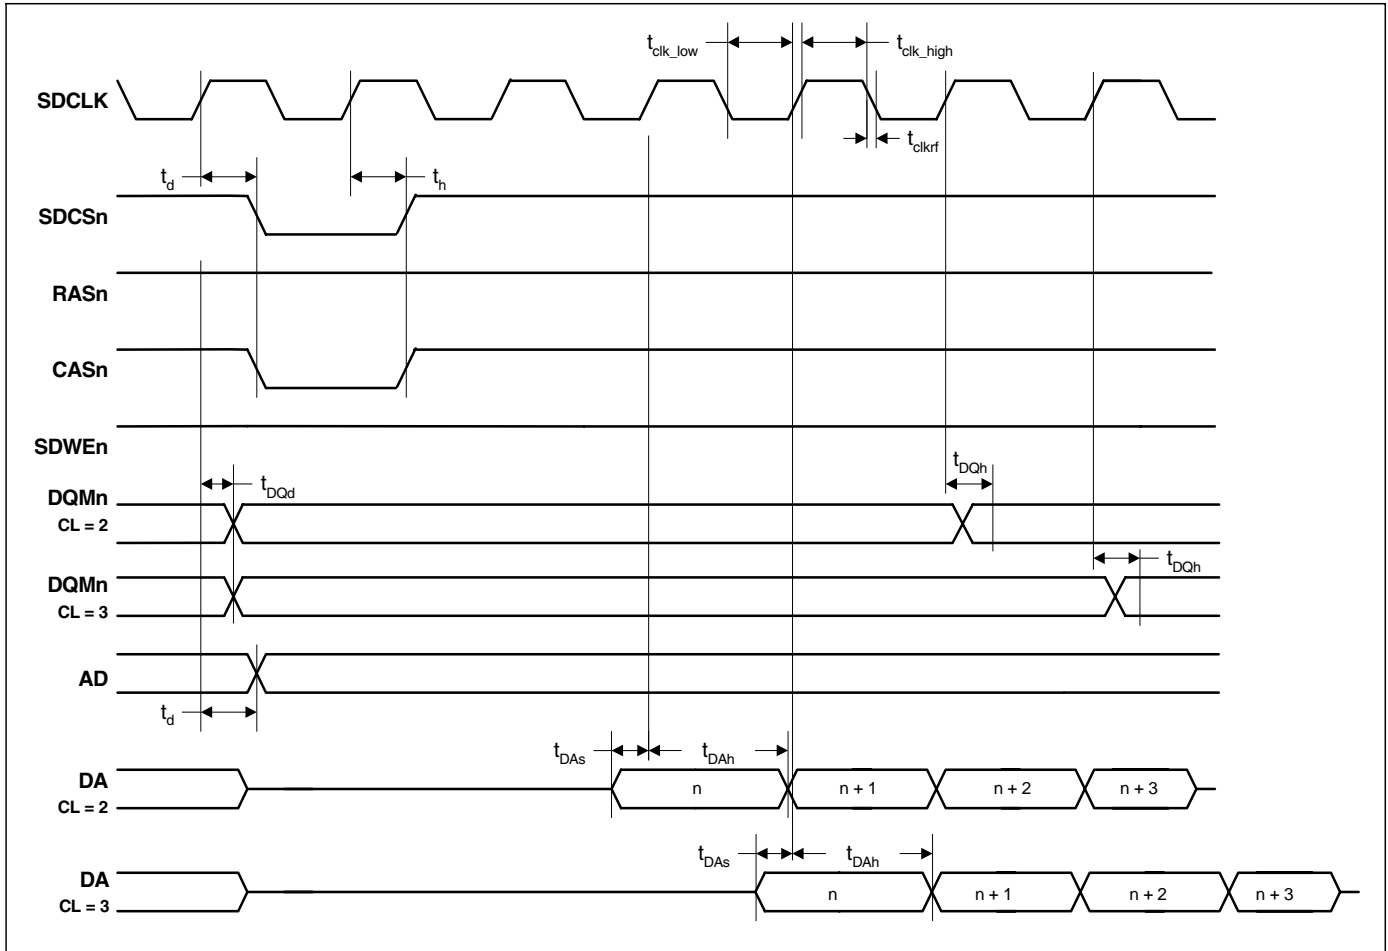 t_clk_low
t_clk_high
SDCLK
t_clkrf
t_d
t_h
SDCSn
RASn
CASn
SDWEn
t_DQh
t_DQd
DQMn
CL = 2
t_DQh
DQMn
CL = 3
AD
t_d
t_DAs
t_DAh
DA
CL = 2
n
n + 1
n + 2
n + 3
t_DAs
t_DAh
DA
CL = 3
n
n + 1
n + 2
n + 3